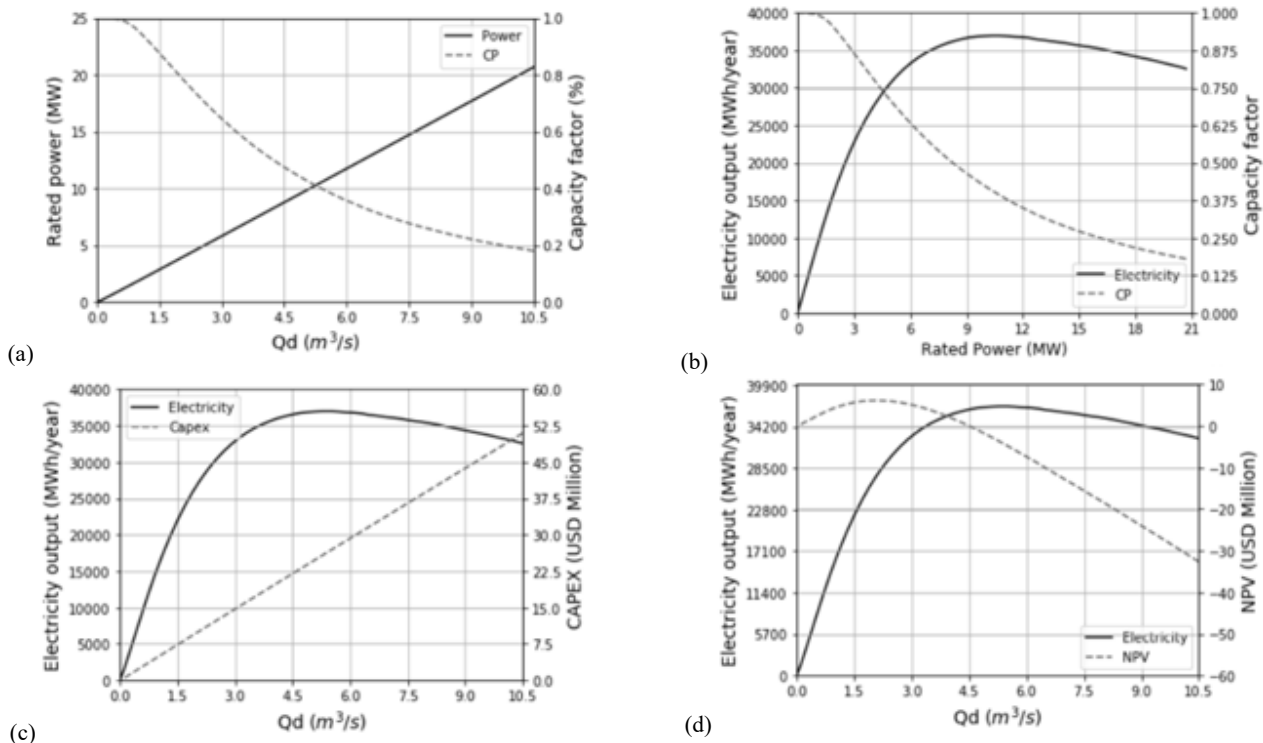 25
20
15
10
5
0
Rated power (MW)
Power
CP
1.0
0.8
0.6
0.4
0.2
0.0
Capacity factor (%)
0.0 1.5 3.0 4.5 6.0 7.5 9.0 10.5
Qd (m³/s)
(a)
40000
35000
30000
25000
20000
15000
10000
5000
0
Electricity output (MWh/year)
1.000
0.875
0.750
0.625
0.500
0.375
0.250
0.125
0.000
Capacity factor
Electricity
CP
0 3 6 9 12 15 18 21
Rated Power (MW)
(b)
40000
35000
30000
25000
20000
15000
10000
5000
0
Electricity output (MWh/year)
Electricity
Capex
60.0
52.5
45.0
37.5
30.0
22.5
15.0
7.5
0.0
CAPEX (USD Million)
0.0 1.5 3.0 4.5 6.0 7.5 9.0 10.5
Qd (m³/s)
(c)
39900
34200
28500
22800
17100
11400
5700
0
Electricity output (MWh/year)
10
0
−10
−20
−30
−40
−50
−60
NPV (USD Million)
Electricity
NPV
0.0 1.5 3.0 4.5 6.0 7.5 9.0 10.5
Qd (m³/s)
(d)